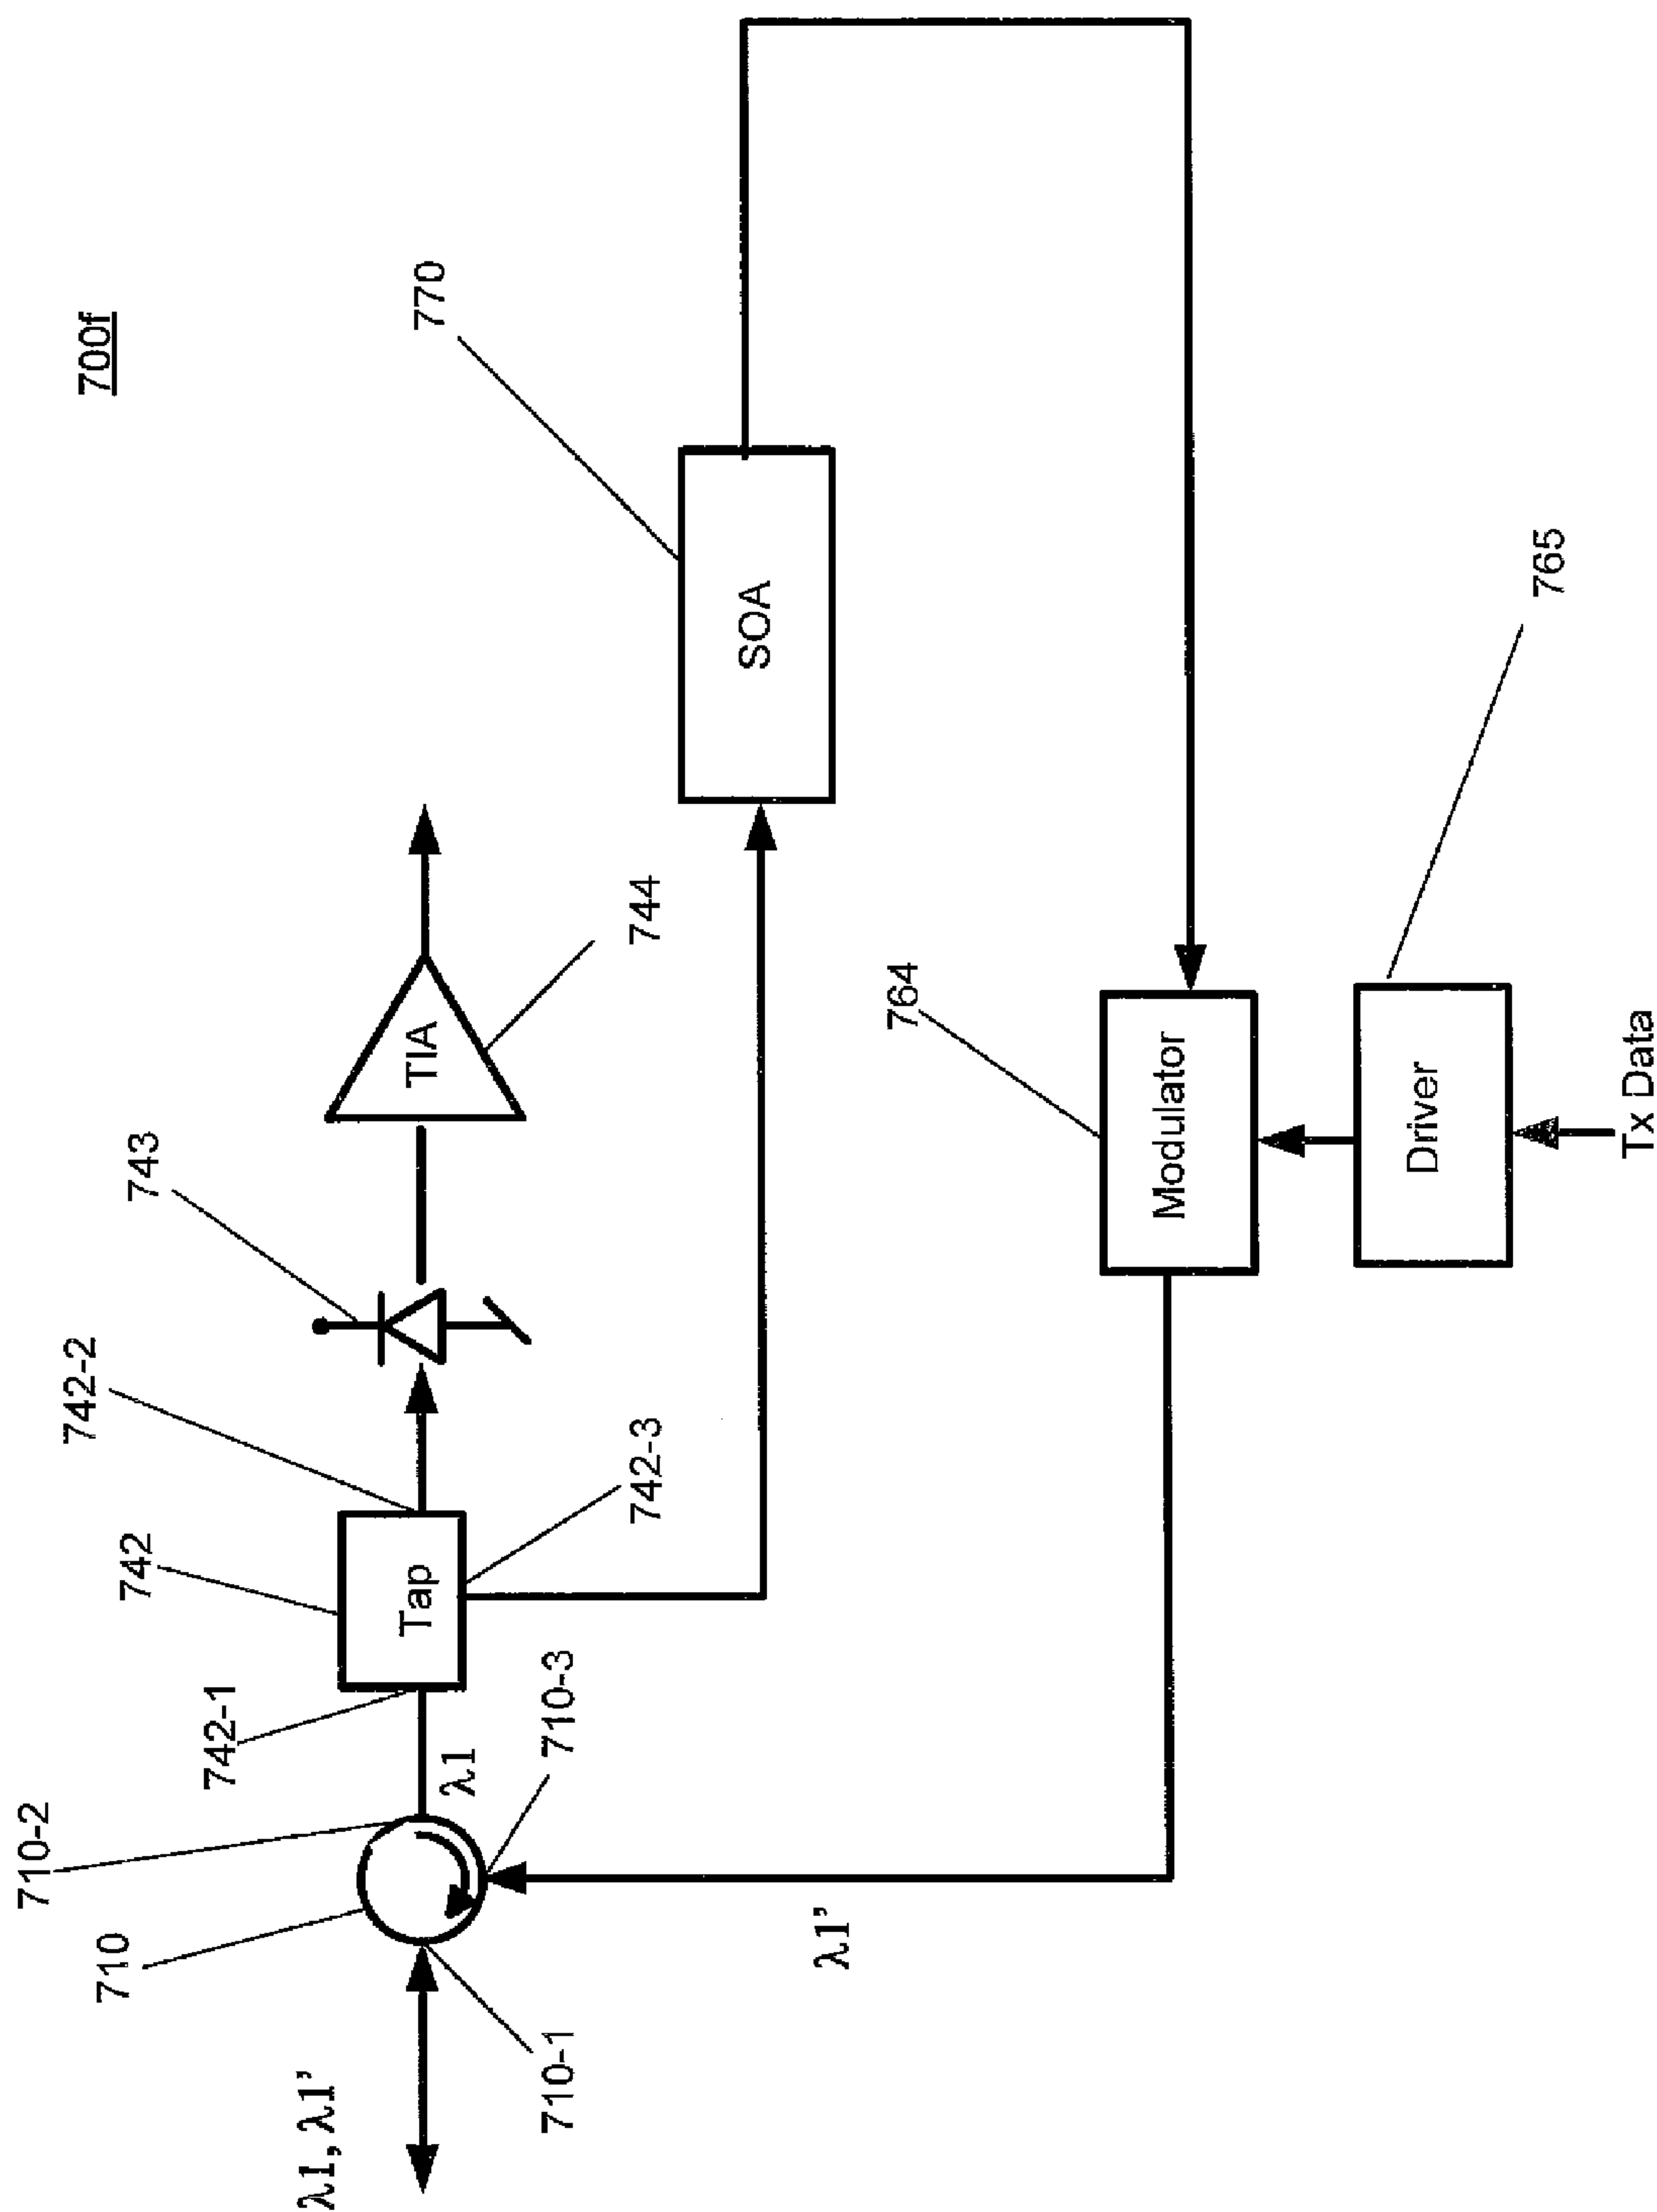 700f
λ1, λ1'
710
710-1
710-2
710-3
λ1
λ1'
742-1
742
Tap
742-2
742-3
743
TIA
744
SOA
770
764
Modulator
Driver
765
Tx Data